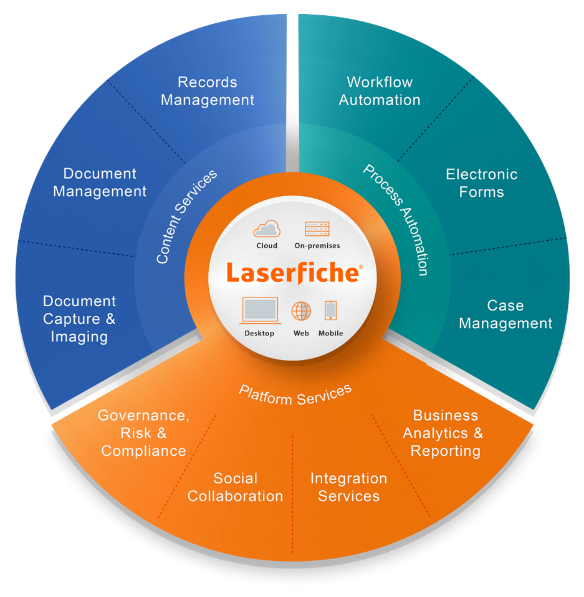 Records
Management
Document
Management
Document
Capture &
Imaging
Content Services
Workflow
Automation
Electronic
Forms
Case
Management
Process Automation
Cloud
On-premises
Laserfiche®
Desktop
Web
Mobile
Platform Services
Governance,
Risk &
Compliance
Social
Collaboration
Integration
Services
Business
Analytics &
Reporting